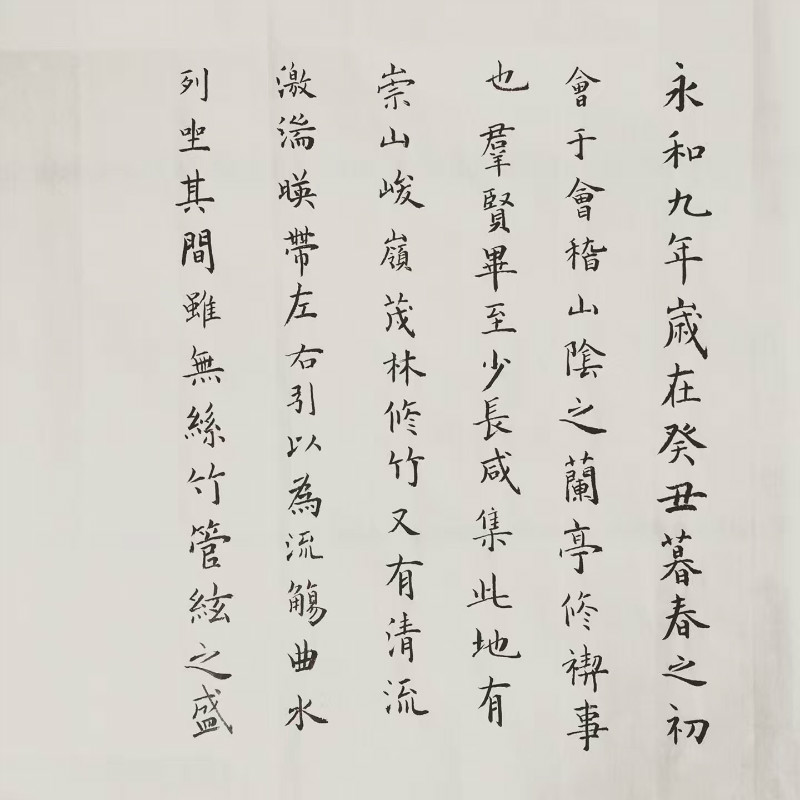 永和九年歲在癸丑暮春之初
會于會稽山陰之蘭亭修禊事
也羣賢畢至少長咸集此地有
崇山峻嶺茂林修竹又有清流
激湍暎帶左右引以為流觴曲水
列坐其間雖無絲竹管絃之盛